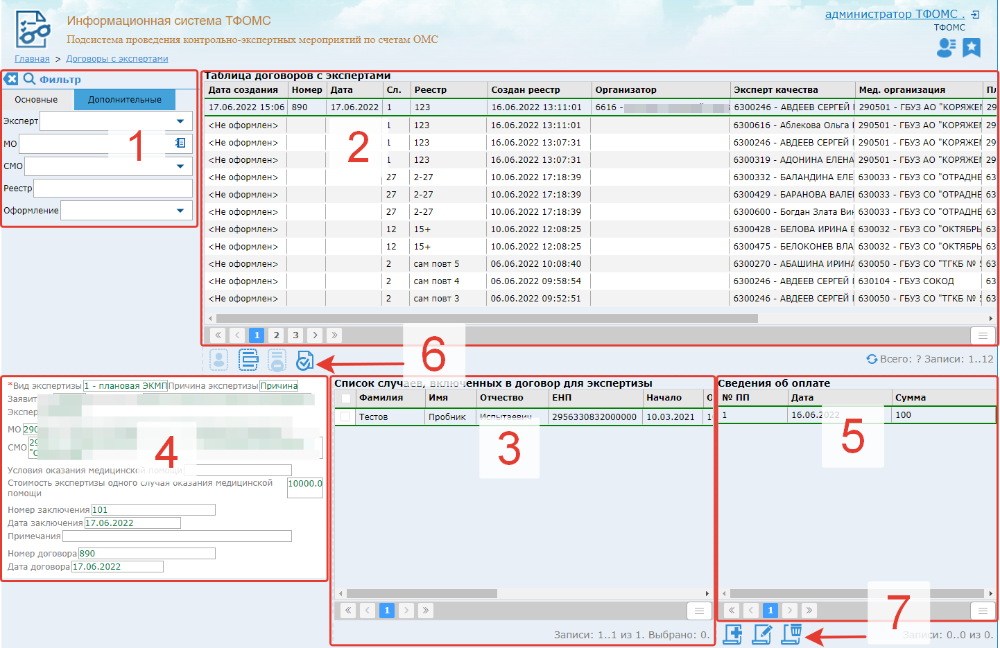 Информационная система ТФОМС
Подсистема проведения контрольно-экспертных мероприятий по счетам ОМС
администратор ТФОМС .
ТФОМС
Главная > Договоры с экспертами
Фильтр
Основные Дополнительные
Эксперт
МО
СМО
Реестр
Оформление
1
Таблица договоров с экспертами
Дата создания Номер Дата Сл. Реестр Создан реестр Организатор Эксперт качества Мед. организация Пл
17.06.2022 15:06 890 17.06.2022 1 123 16.06.2022 13:11:01 6616 - 6300246 - АВДЕЕВ СЕРГЕЙ 290501 - ГБУЗ АО "КОРЯЖЕМ 29
<Не оформлен> 1 123 16.06.2022 13:11:01 6300616 - Аблекова Ольга 290501 - ГБУЗ АО "КОРЯЖЕМ 29
<Не оформлен> 1 123 16.06.2022 13:07:31 6300246 - АВДЕЕВ СЕРГЕЙ 290501 - ГБУЗ АО "КОРЯЖЕМ 29
<Не оформлен> 1 123 16.06.2022 13:07:31 6300319 - АДОНИНА ЕЛЕНА 290501 - ГБУЗ АО "КОРЯЖЕМ 29
<Не оформлен> 27 2-27 10.06.2022 17:18:39 6300332 - БАЛАНДИНА ЕЛЕ 630033 - ГБУЗ СО "ОТРАДНЕ 63
<Не оформлен> 27 2-27 10.06.2022 17:18:39 6300429 - БАРАНОВА ВАЛЕ 630033 - ГБУЗ СО "ОТРАДНЕ 63
<Не оформлен> 27 2-27 10.06.2022 17:18:39 6300600 - Богдан Злата Ви 630033 - ГБУЗ СО "ОТРАДНЕ 63
<Не оформлен> 12 15+ 10.06.2022 12:08:25 6300428 - БЕЛОВА ИРИНА 630032 - ГБУЗ СО "ОКТЯБРЬ 63
<Не оформлен> 12 15+ 10.06.2022 12:08:25 6300475 - БЕЛОКОНЕВ ВЛА 630032 - ГБУЗ СО "ОКТЯБРЬ 63
<Не оформлен> 2 сам повт 5 06.06.2022 10:08:40 6300270 - АБАШИНА ИРИНА 630050 - ГБУЗ СО "ТГКБ № 5 63
<Не оформлен> 2 сам повт 4 06.06.2022 09:58:54 6300246 - АВДЕЕВ СЕРГЕЙ 630104 - ГБУЗ СОКОД 63
<Не оформлен> 2 сам повт 3 06.06.2022 09:52:51 6300246 - АВДЕЕВ СЕРГЕЙ 630050 - ГБУЗ СО "ТГКБ № 5 63
2
« < 1 2 3 > »
6
Всего: ? Записи: 1..12
*Вид экспертизы 1 - плановая ЭКМП Причина экспертизы Причина
Заявит
Экспер
МО 290
СМО 29
"С
Условия оказания медицинской помощи
Стоимость экспертизы одного случая оказания медицинской 10000.0
помощи
Номер заключения 101
Дата заключения 17.06.2022
Примечания
Номер договора 890
Дата договора 17.06.2022
4
Список случаев, включенных в договор для экспертизы
Фамилия Имя Отчество ЕНП Начало О
Тестов Пробник Испытаевич 2956330832000000 10.03.2021 1
3
« < 1 > »
Записи: 1..1 из 1. Выбрано: 0.
Сведения об оплате
№ ПП Дата Сумма
1 16.06.2022 100
5
« < 1 > »
7
Записи: 0..0 из 0.